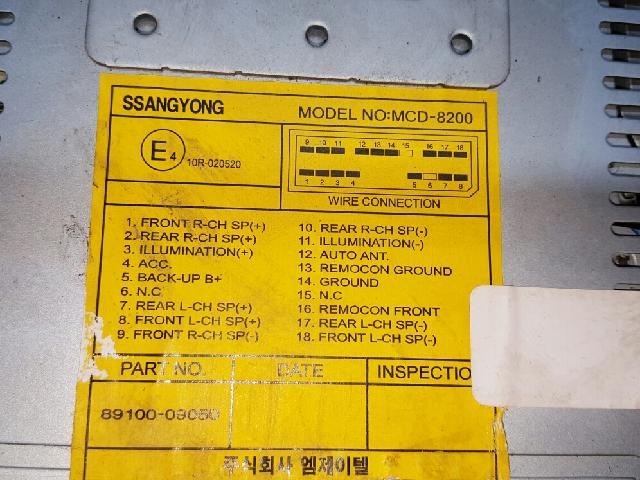 SSANGYONG
MODEL NO:MCD-8200
E4
10R-020520
9 10 11 12 13 14 15 16 17 18
1 2 3 4 5 6 7 8
WIRE CONNECTION
1. FRONT R-CH SP(+)
2. REAR R-CH SP(+)
3. ILLUMINATION(+)
4. ACC.
5. BACK-UP B+
6. N.C
7. REAR L-CH SP(+)
8. FRONT L-CH SP(+)
9. FRONT R-CH SP(-)
10. REAR R-CH SP(-)
11. ILLUMINATION(-)
12. AUTO ANT.
13. REMOCON GROUND
14. GROUND
15. N.C
16. REMOCON FRONT
17. REAR L-CH SP(-)
18. FRONT L-CH SP(-)
PART NO. DATE INSPECTIO
89100-09050
주식회사 엠제이텔